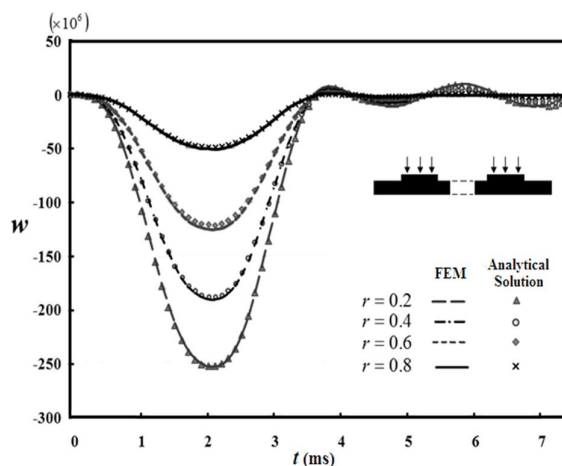 (×10⁶)
50
0
-50
-100
-150
-200
-250
-300
w
0 1 2 3 4 5 6 7
t (ms)
FEM Analytical Solution
r = 0.2
r = 0.4
r = 0.6
r = 0.8